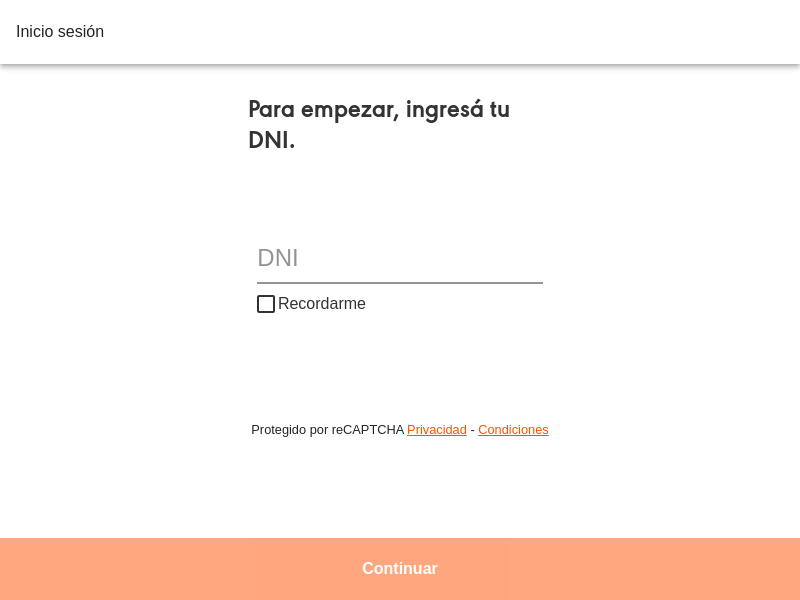 Inicio sesión
Para empezar, ingresá tu
DNI.
DNI
Recordarme
Protegido por reCAPTCHA Privacidad - Condiciones
Continuar